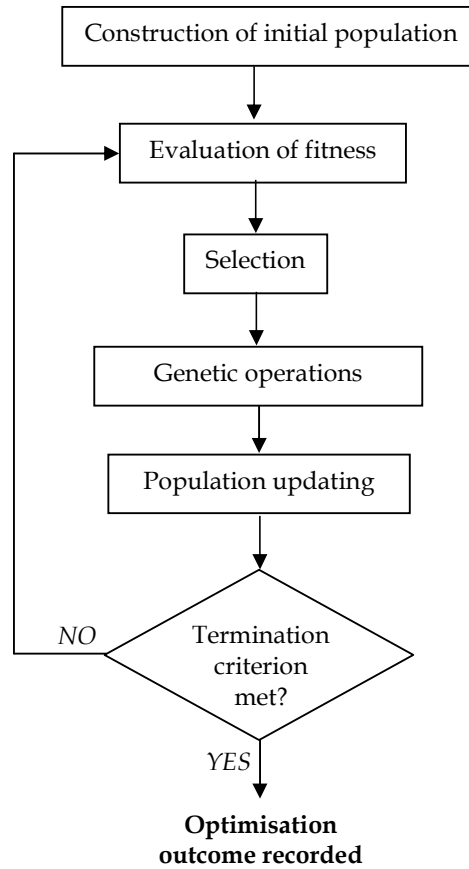 Construction of initial population
Evaluation of fitness
Selection
Genetic operations
Population updating
Termination
criterion
met?
NO
YES
Optimisation
outcome recorded